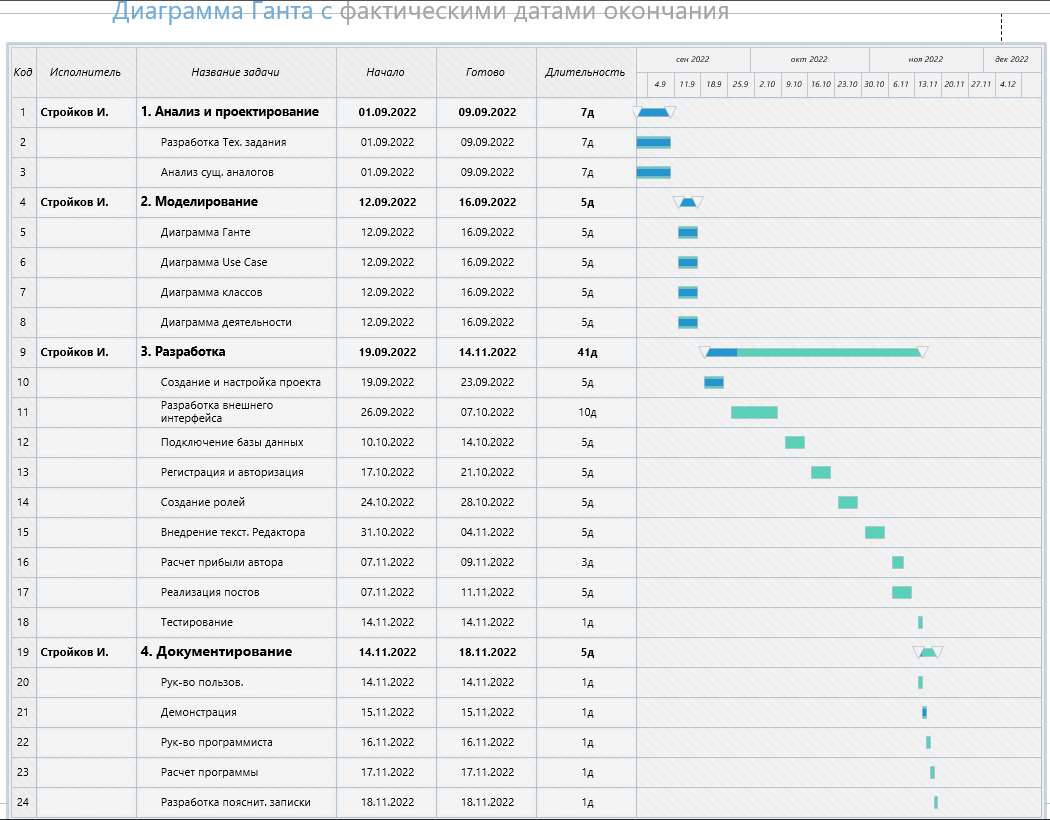 Диаграмма Ганта с фактическими датами окончания
Код Исполнитель Название задачи Начало Готово Длительность сен 2022 окт 2022 ноя 2022 дек 2022
4.9 11.9 18.9 25.9 2.10 9.10 16.10 23.10 30.10 6.11 13.11 20.11 27.11 4.12
1 Стройков И. 1. Анализ и проектирование 01.09.2022 09.09.2022 7д
2 Разработка Тех. задания 01.09.2022 09.09.2022 7д
3 Анализ сущ. аналогов 01.09.2022 09.09.2022 7д
4 Стройков И. 2. Моделирование 12.09.2022 16.09.2022 5д
5 Диаграмма Ганте 12.09.2022 16.09.2022 5д
6 Диаграмма Use Case 12.09.2022 16.09.2022 5д
7 Диаграмма классов 12.09.2022 16.09.2022 5д
8 Диаграмма деятельности 12.09.2022 16.09.2022 5д
9 Стройков И. 3. Разработка 19.09.2022 14.11.2022 41д
10 Создание и настройка проекта 19.09.2022 23.09.2022 5д
11 Разработка внешнего
интерфейса 26.09.2022 07.10.2022 10д
12 Подключение базы данных 10.10.2022 14.10.2022 5д
13 Регистрация и авторизация 17.10.2022 21.10.2022 5д
14 Создание ролей 24.10.2022 28.10.2022 5д
15 Внедрение текст. Редактора 31.10.2022 04.11.2022 5д
16 Расчет прибыли автора 07.11.2022 09.11.2022 3д
17 Реализация постов 07.11.2022 11.11.2022 5д
18 Тестирование 14.11.2022 14.11.2022 1д
19 Стройков И. 4. Документирование 14.11.2022 18.11.2022 5д
20 Рук-во пользов. 14.11.2022 14.11.2022 1д
21 Демонстрация 15.11.2022 15.11.2022 1д
22 Рук-во программиста 16.11.2022 16.11.2022 1д
23 Расчет программы 17.11.2022 17.11.2022 1д
24 Разработка пояснит. записки 18.11.2022 18.11.2022 1д